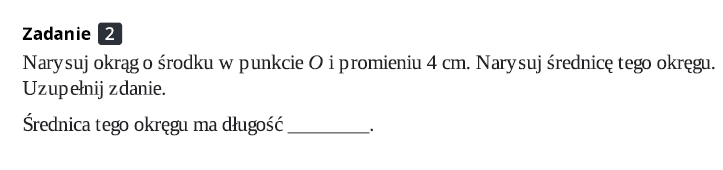 Zadanie 2
Narysuj okrąg o środku w punkcie O i promieniu 4 cm. Narysuj średnicę tego okręgu.
Uzupełnij zdanie.
Średnica tego okręgu ma długość ________.